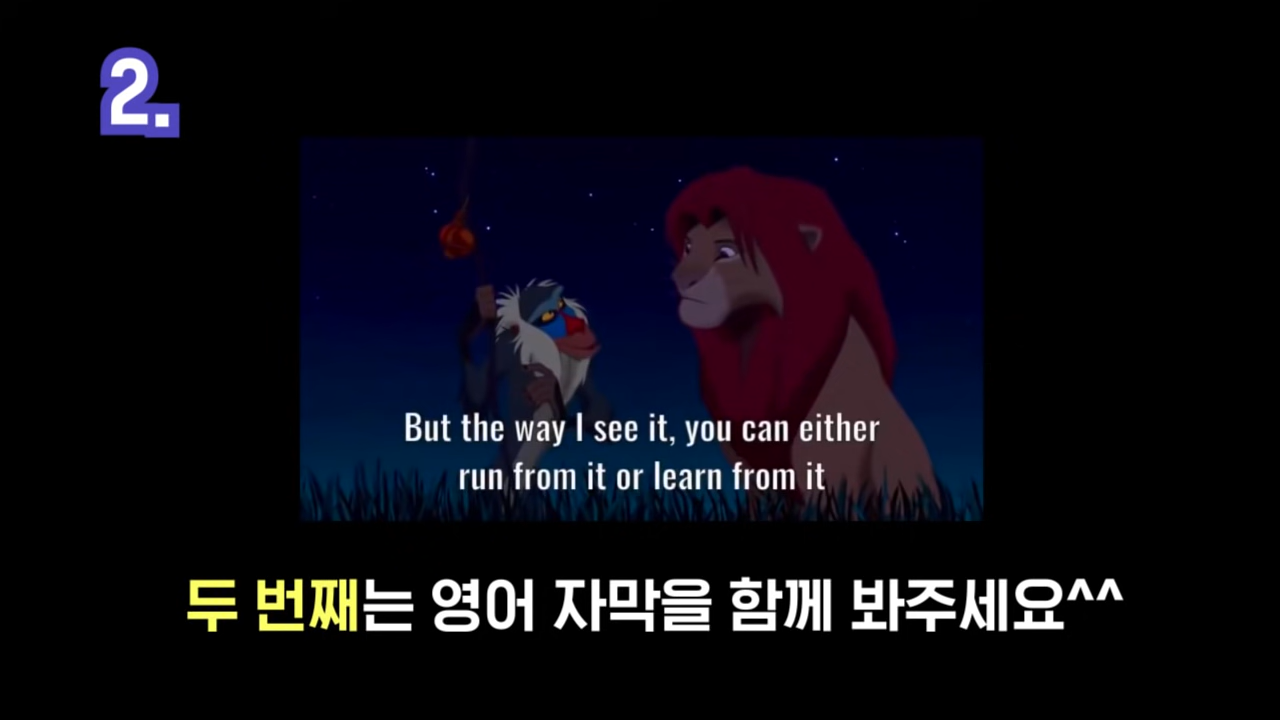 2.
But the way I see it, you can either
run from it or learn from it
두 번째는 영어 자막을 함께 봐주세요^^